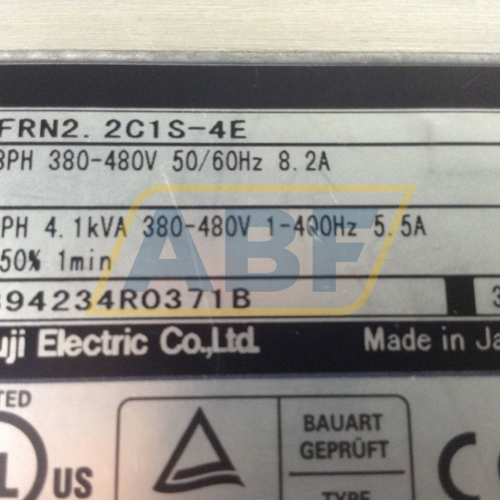 FRN2.2C1S-4E
3PH 380-480V 50/60Hz 8.2A
PH 4.1kVA 380-480V 1-400Hz 5.5A
50% 1min
94234R0371B
uji Electric Co.,Ltd.
Made in Ja
TED
L US
BAUART
GEPRÜFT
TYPE
CE
ABF